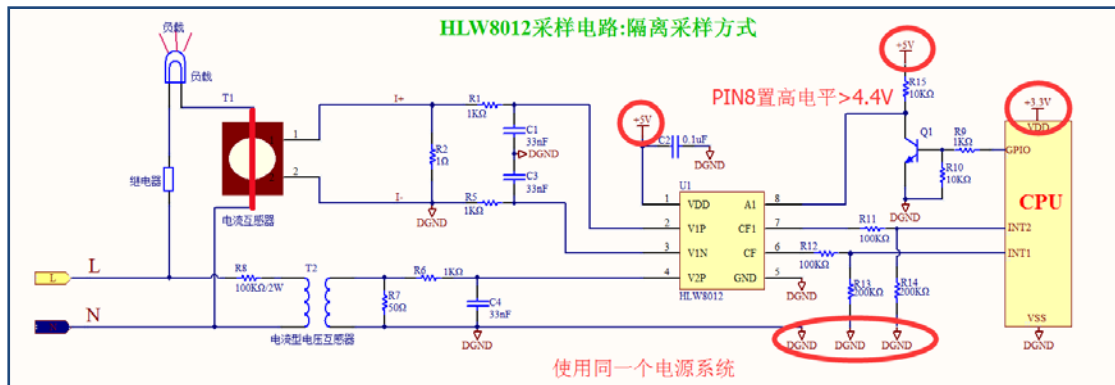 HLW8012采样电路:隔离采样方式
负载
负载
T1
继电器
电流互感器
1
2
I+
I-
R1
1KΩ
R2
1Ω
R5
1KΩ
C1
33nF
DGND
C3
33nF
DGND
+5V
C2
0.1uF
DGND
PIN8置高电平>4.4V
+5V
R15
10KΩ
Q1
R9
1KΩ
R10
10KΩ
DGND
+3.3V
VDD
GPIO
CPU
INT2
INT1
VSS
DGND
U1
1
VDD
2
V1P
3
V1N
4
V2P
A1
8
CF1
7
CF
6
GND
5
HLW8012
DGND
R11
100KΩ
R12
100KΩ
R13
200KΩ
R14
200KΩ
DGND
DGND
DGND
L
L
N
R8
100KΩ/2W
T2
电流型电压互感器
R7
50Ω
R6
1KΩ
C4
33nF
DGND
使用同一个电源系统